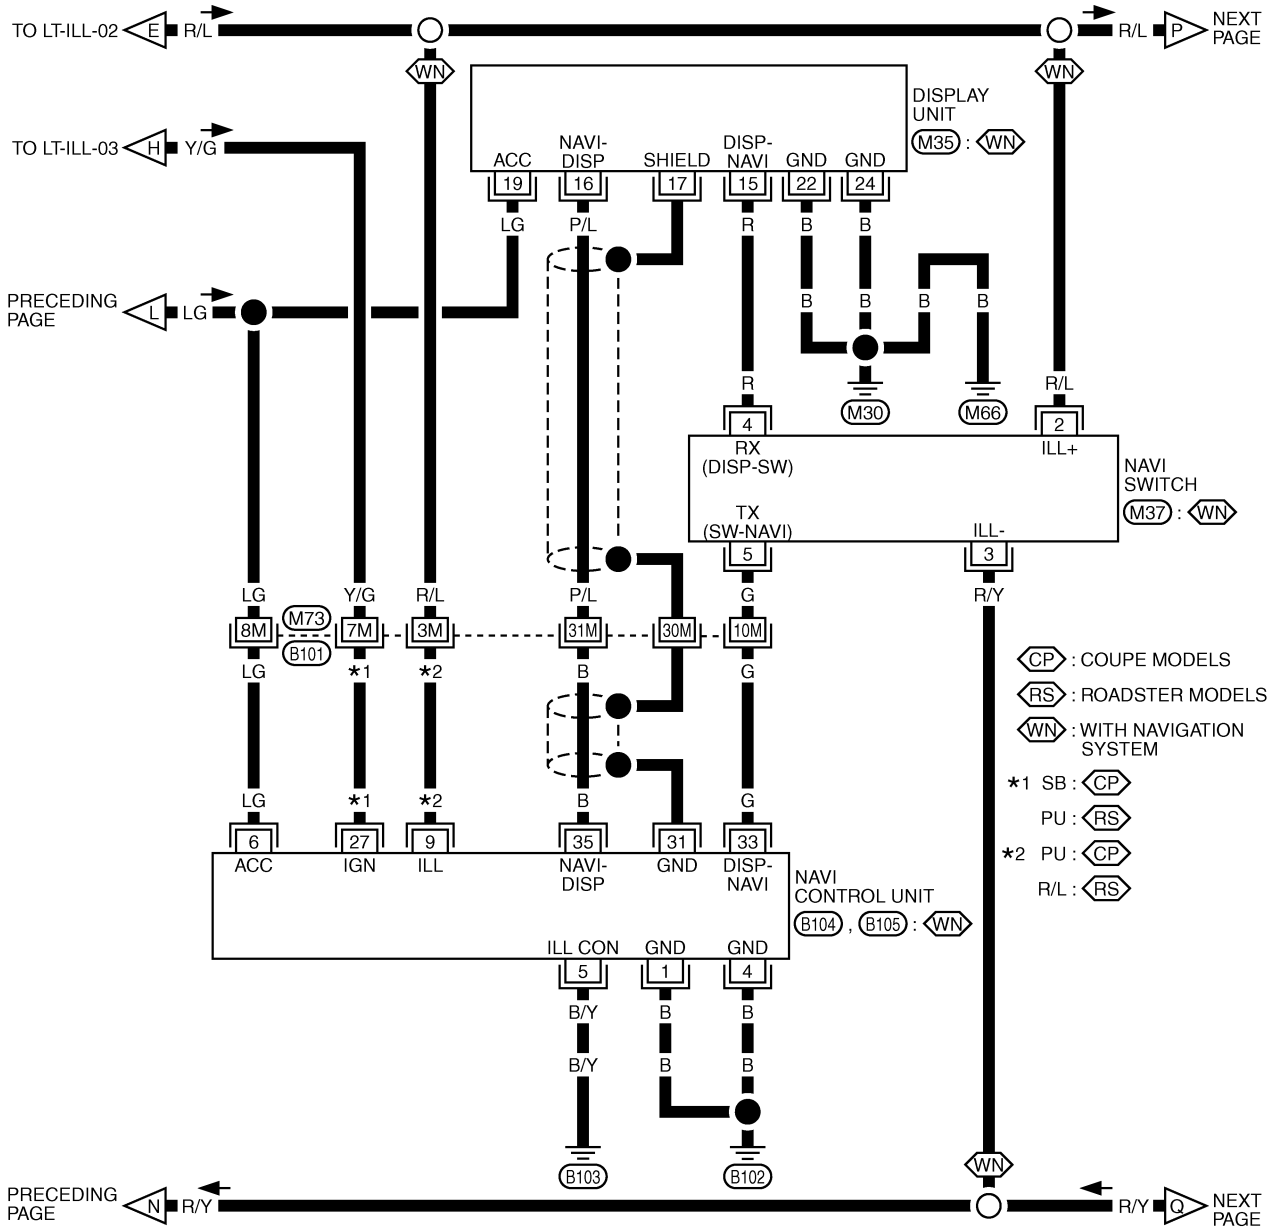 TO LT-ILL-02 E R/L R/L P NEXT
PAGE
WN WN
DISPLAY
UNIT
M35 : WN
TO LT-ILL-03 H Y/G
ACC NAVI-
DISP SHIELD DISP-
NAVI GND GND
19 16 17 15 22 24
LG P/L R B B
PRECEDING
PAGE L LG
B B B B
R R/L
M30 M66
4 2
RX
(DISP-SW) ILL+
NAVI
SWITCH
M37 : WN
TX
(SW-NAVI) ILL-
5 3
LG Y/G R/L P/L G R/Y
M73
8M 7M 3M 31M 30M 10M
B101
LG *1 *2 B G
CP : COUPE MODELS
RS : ROADSTER MODELS
WN : WITH NAVIGATION
SYSTEM
*1 SB : CP
PU : RS
*2 PU : CP
R/L : RS
LG *1 *2 B G
6 27 9 35 31 33
ACC IGN ILL NAVI-
DISP GND DISP-
NAVI
NAVI
CONTROL UNIT
B104 , B105 : WN
ILL CON GND GND
5 1 4
B/Y B B
B/Y B B
B103 B102
WN
PRECEDING
PAGE N R/Y R/Y Q NEXT
PAGE